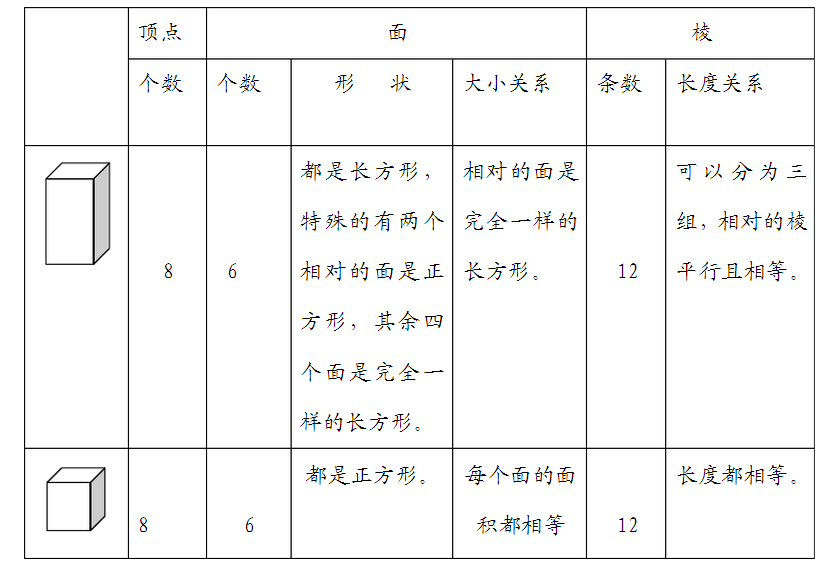 顶点 面 棱
个数 个数 形 状 大小关系 条数 长度关系
8
6
都是长方形，
特殊的有两个
相对的面是正
方形，其余四
个面是完全一
样的长方形。
相对的面是
完全一样的
长方形。
12
可以分为三
组，相对的棱
平行且相等。
8
6
都是正方形。
每个面的面
积都相等
12
长度都相等。